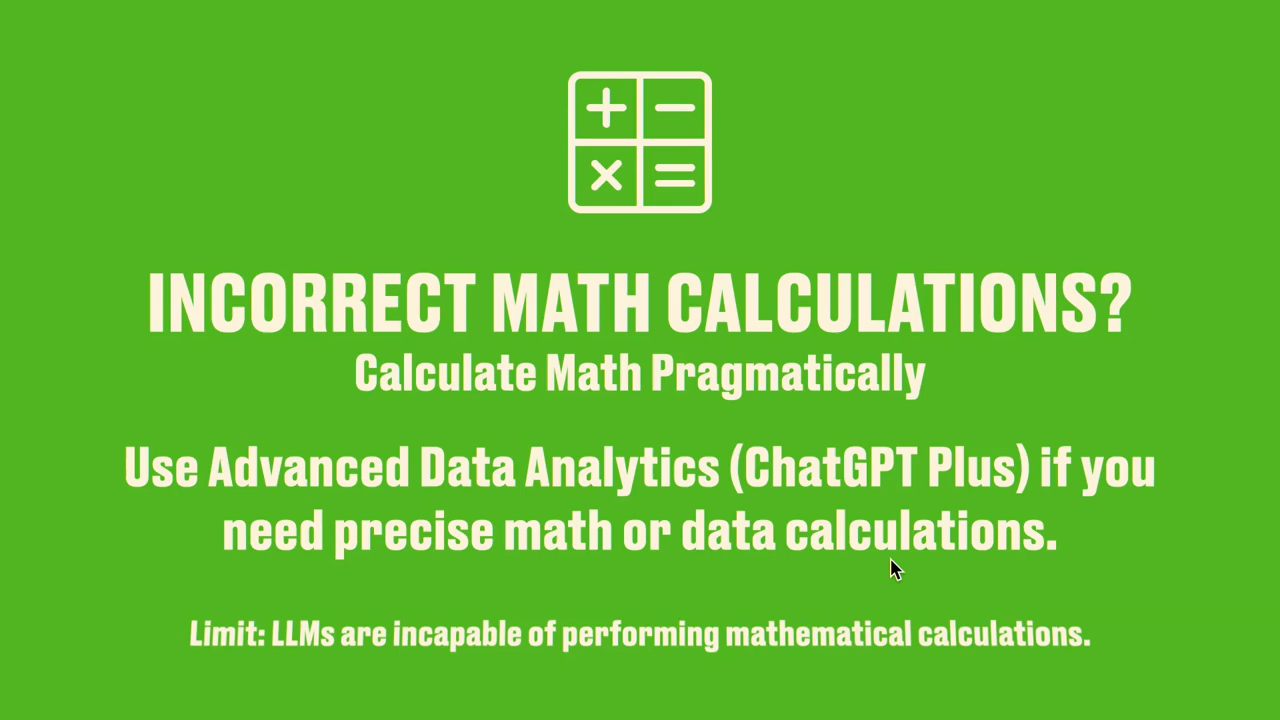 INCORRECT MATH CALCULATIONS?
Calculate Math Pragmatically
Use Advanced Data Analytics (ChatGPT Plus) if you
need precise math or data calculations.
Limit: LLMs are incapable of performing mathematical calculations.